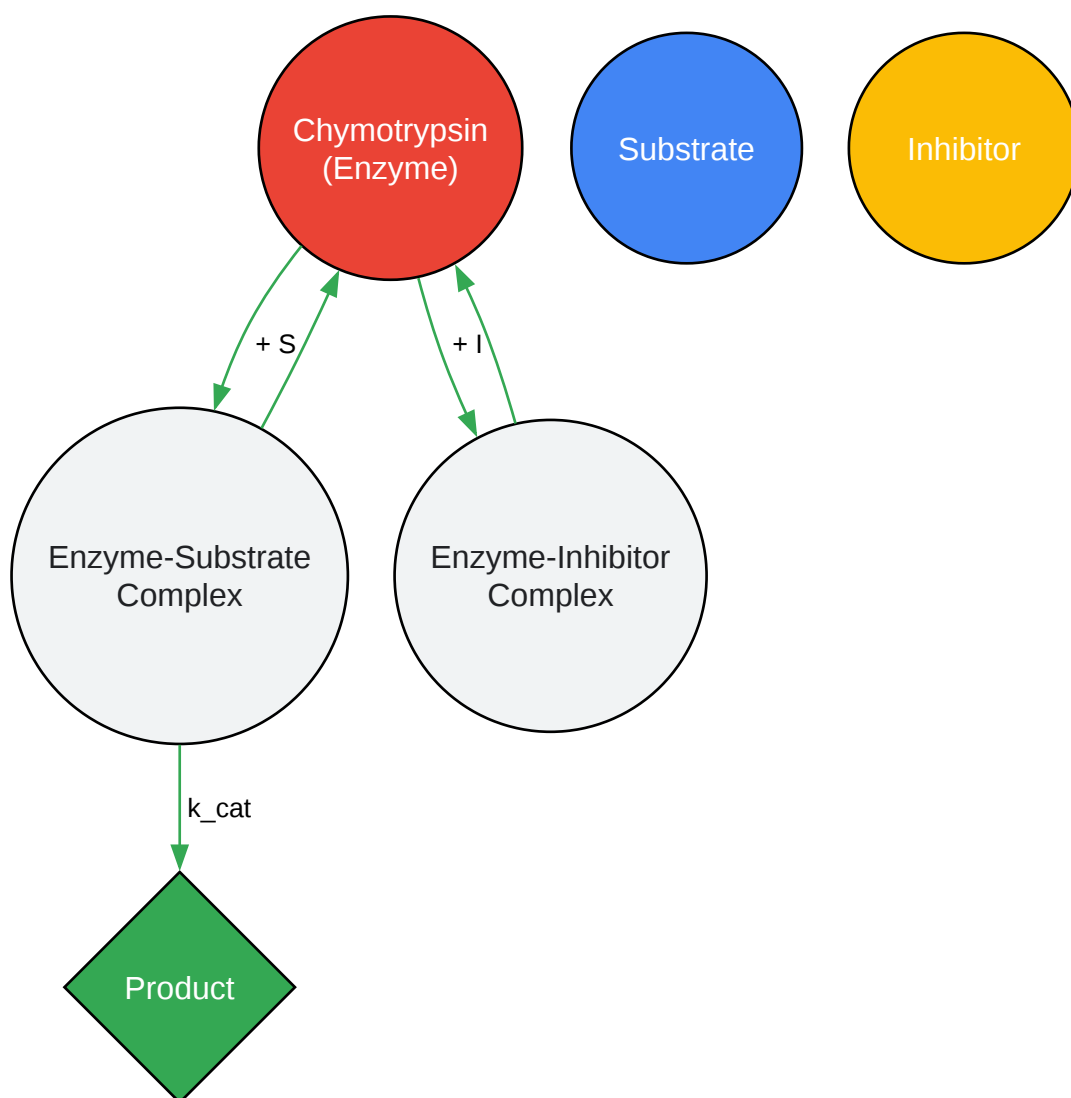 Chymotrypsin
(Enzyme)
Substrate
Inhibitor
+ S
+ I
Enzyme-Substrate
Complex
Enzyme-Inhibitor
Complex
k_cat
Product